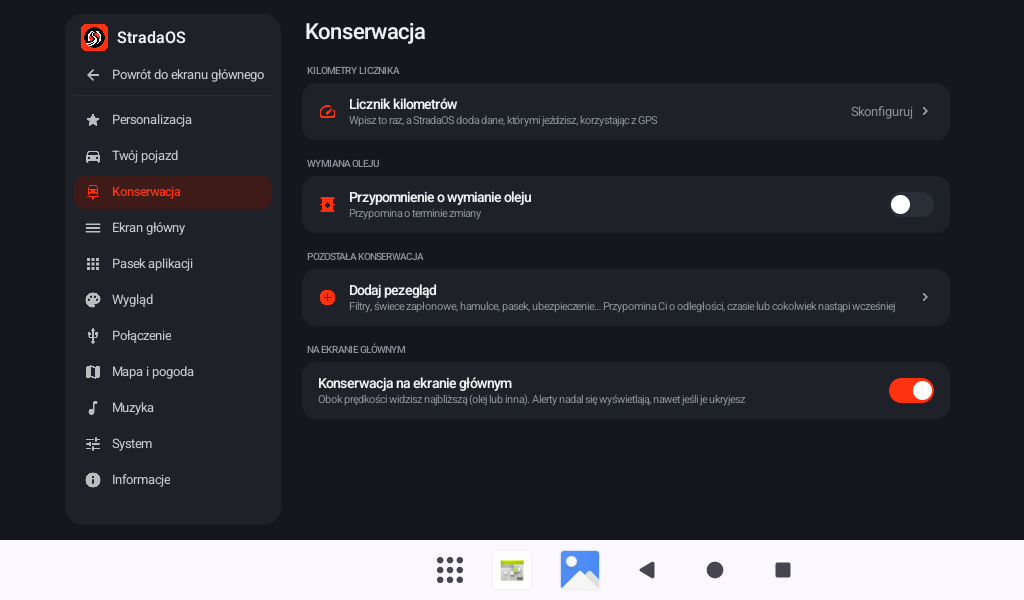 StradaOS
Powrót do ekranu głównego
Personalizacja
Twój pojazd
Konserwacja
Ekran główny
Pasek aplikacji
Wygląd
Połączenie
Mapa i pogoda
Muzyka
System
Informacje
Konserwacja
KILOMETRY LICZNIKA
Licznik kilometrów
Wpisz to raz, a StradaOS doda dane, którymi jeździsz, korzystając z GPS
Skonfiguruj
WYMIANA OLEJU
Przypomnienie o wymianie oleju
Przypomina o terminie zmiany
POZOSTAŁA KONSERWACJA
Dodaj pezegląd
Filtry, świece zapłonowe, hamulce, pasek, ubezpieczenie... Przypomina Ci o odległości, czasie lub cokolwiek nastąpi wcześniej
NA EKRANIE GŁÓWNYM
Konserwacja na ekranie głównym
Obok prędkości widzisz najbliższą (olej lub inna). Alerty nadal się wyświetlają, nawet jeśli je ukryjesz